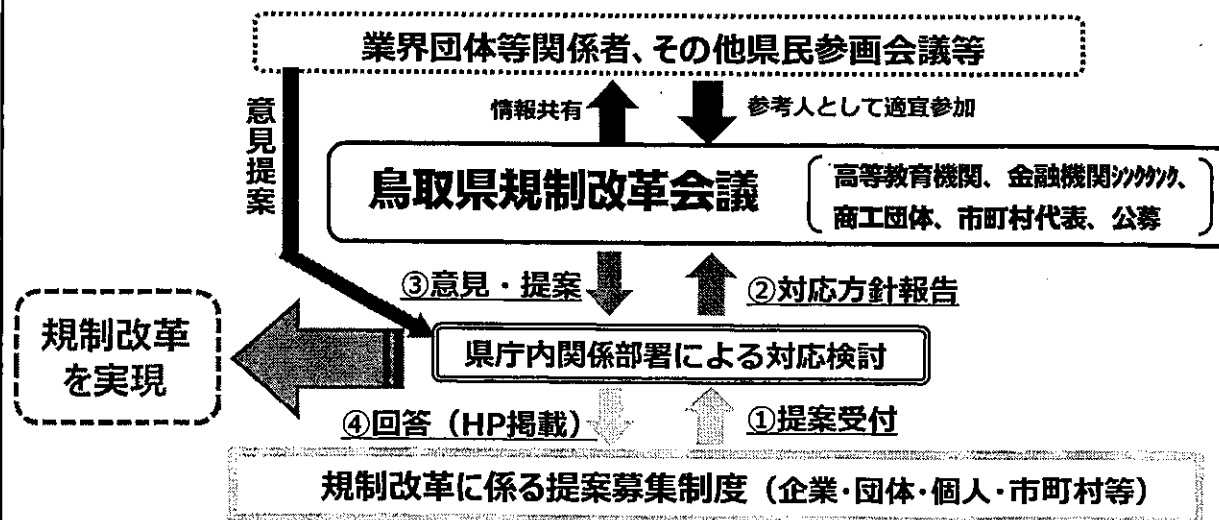 業界団体等関係者、その他県民参画会議等
意見提案
情報共有
参考人として適宜参加
鳥取県規制改革会議
高等教育機関、金融機関ｼﾝｸﾀﾝｸ、
商工団体、市町村代表、公募
③意見・提案
②対応方針報告
規制改革
を実現
県庁内関係部署による対応検討
④回答（HP掲載）
①提案受付
規制改革に係る提案募集制度（企業・団体・個人・市町村等）